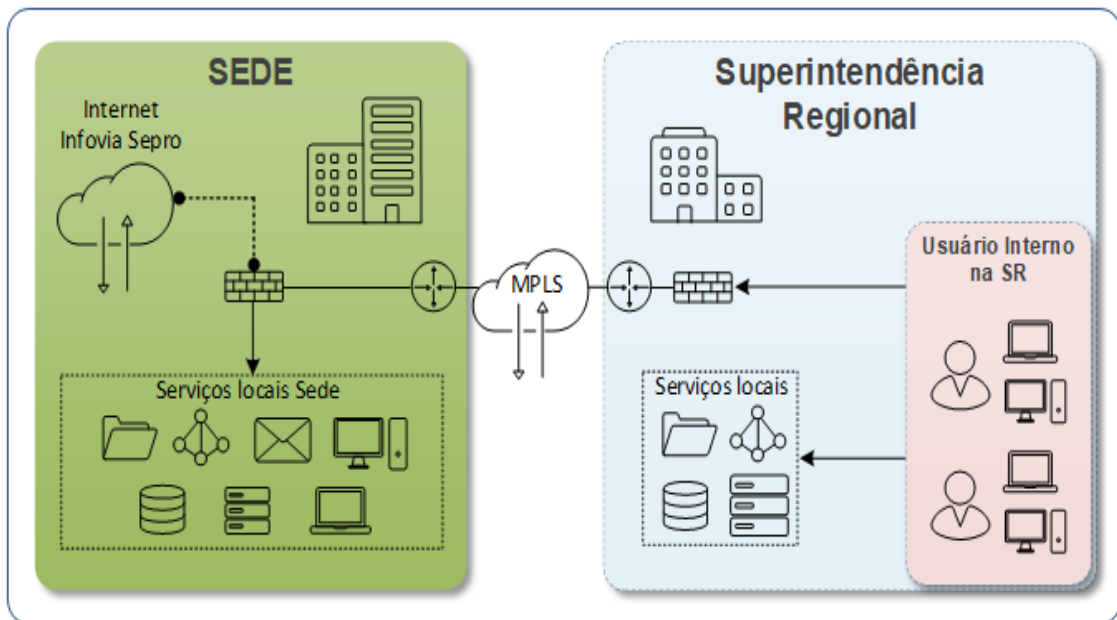 SEDE
Internet
Infovia Sepro
Serviços locais Sede
MPLS
Superintendência
Regional
Usuário Interno
na SR
Serviços locais